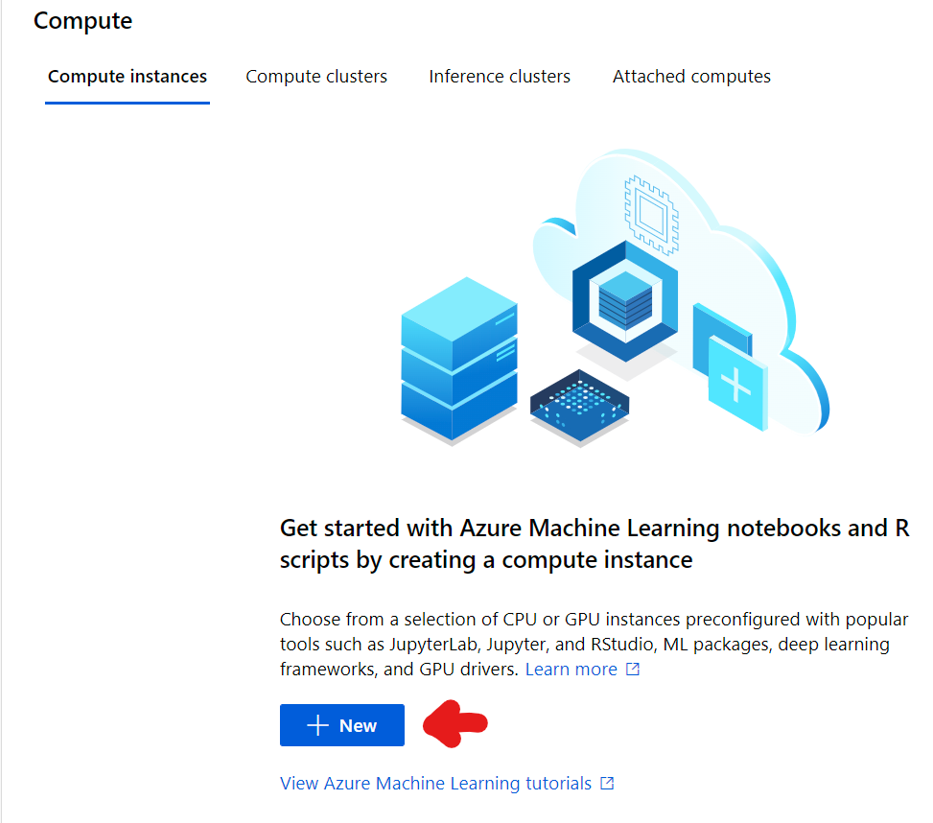 Compute
Compute instances Compute clusters Inference clusters Attached computes
Get started with Azure Machine Learning notebooks and R
scripts by creating a compute instance
Choose from a selection of CPU or GPU instances preconfigured with popular
tools such as JupyterLab, Jupyter, and RStudio, ML packages, deep learning
frameworks, and GPU drivers. Learn more
New
View Azure Machine Learning tutorials